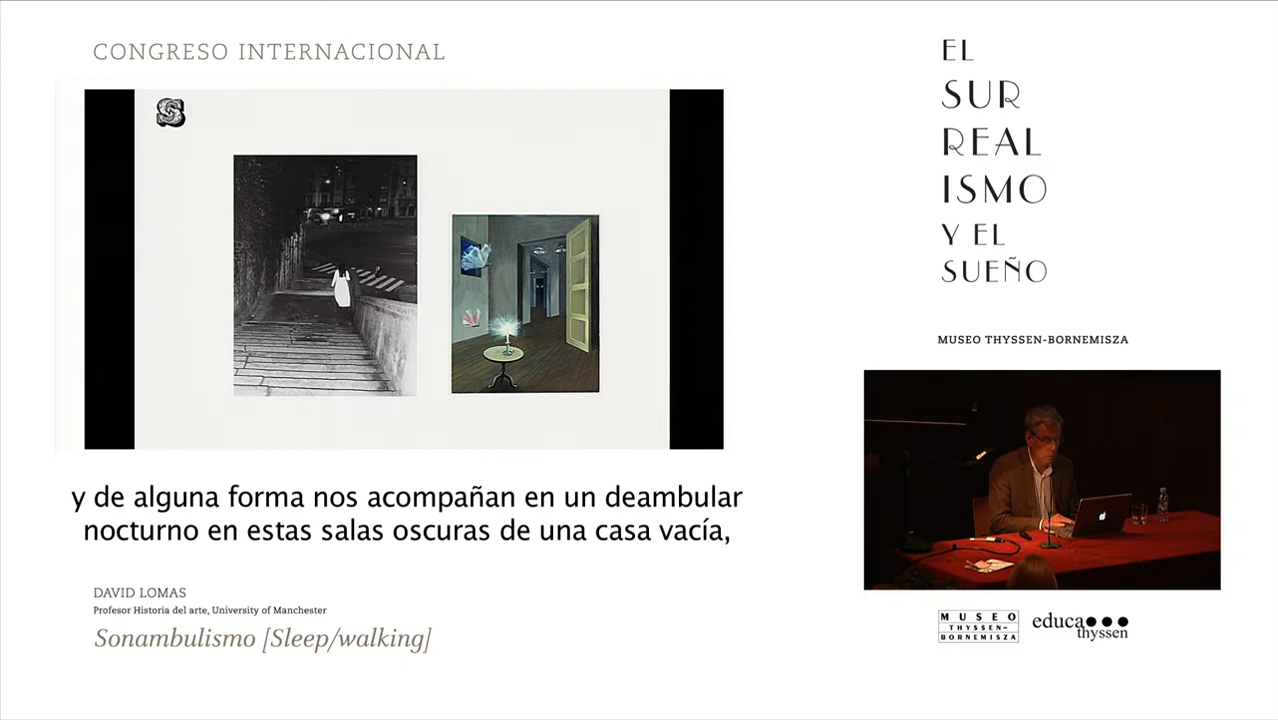 CONGRESO INTERNACIONAL
S
y de alguna forma nos acompañan en un deambular
nocturno en estas salas oscuras de una casa vacía,
DAVID LOMAS
Profesor Historia del arte, University of Manchester
Sonambulismo [Sleep/walking]
EL
SUR
REAL
ISMO
Y EL
SUEÑO
MUSEO THYSSEN-BORNEMISZA
MUSEO
THYSSEN-
BORNEMISZA
educa
thyssen